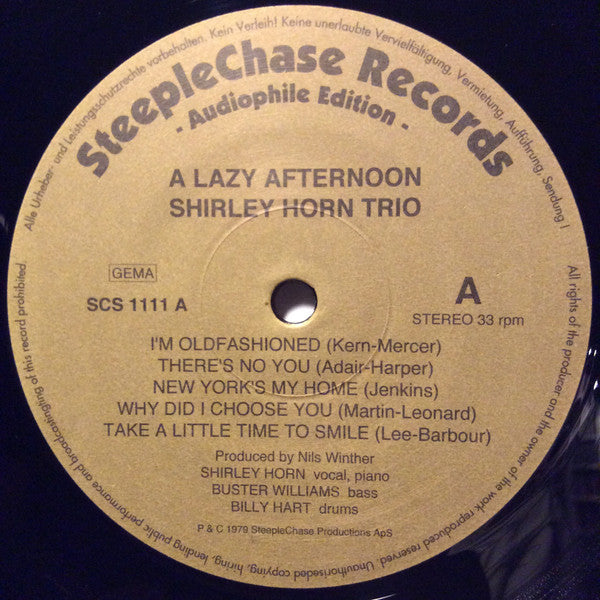 Alle Urheber- und Leistungsschutzrechte vorbehalten. Kein Verleih! Keine unerlaubte Vervielfältigung, Vermietung, Aufführung, Sendung !
SteepleChase Records
- Audiophile Edition -
A LAZY AFTERNOON
SHIRLEY HORN TRIO
GEMA
SCS 1111 A
A
STEREO 33 rpm
I'M OLDFASHIONED (Kern-Mercer)
THERE'S NO YOU (Adair-Harper)
NEW YORK'S MY HOME (Jenkins)
WHY DID I CHOOSE YOU (Martin-Leonard)
TAKE A LITTLE TIME TO SMILE (Lee-Barbour)
Produced by Nils Winther
SHIRLEY HORN vocal, piano
BUSTER WILLIAMS bass
BILLY HART drums
P & C 1979 SteepleChase Productions ApS
All rights of the producer and the owner of the work reproduced reserved. Unauthoriseded copying, hiring, lending public performance and broadcasting of this record prohibited.